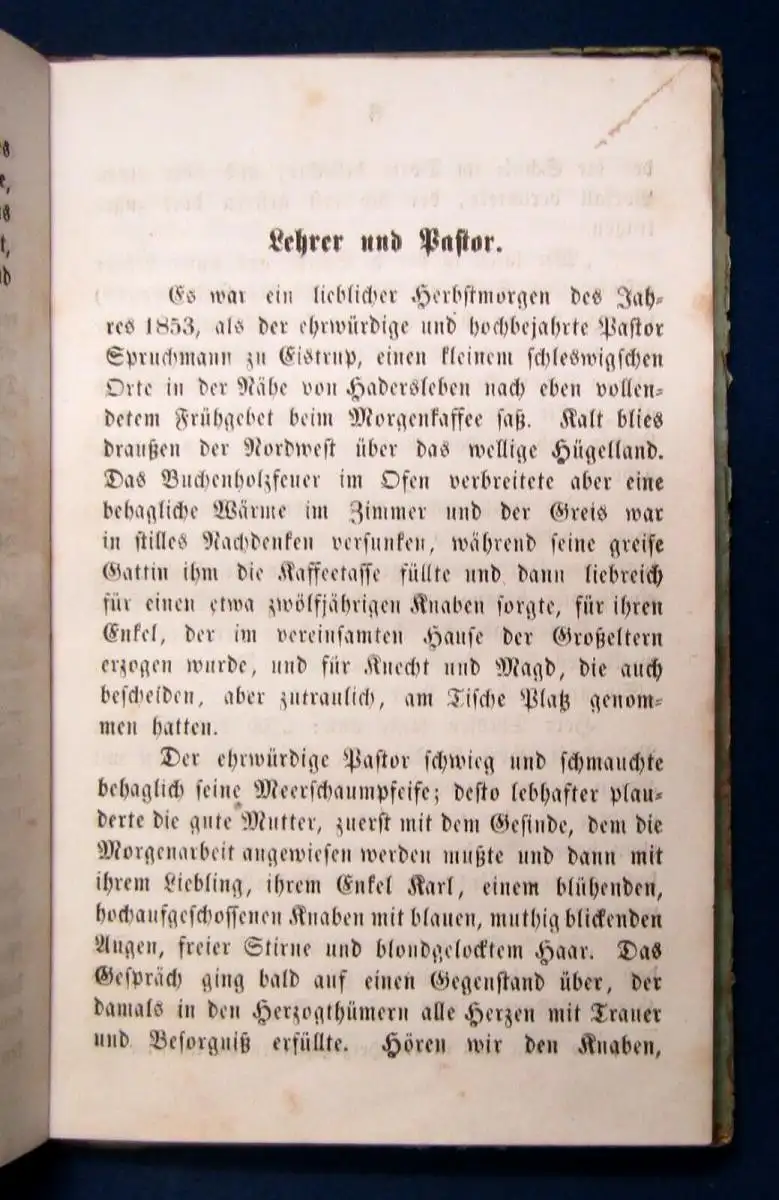 Lehrer und Paſtor.
Es war ein lieblicher Herbſtmorgen des Jah⸗
res 1853, als der ehrwürdige und hochbejahrte Paſtor
Spruchmann zu Eistrup, einen kleinem ſchleswigſchen
Orte in der Nähe von Hadersleben nach eben vollen⸗
detem Frühgebet beim Morgenkaffee ſaß. Kalt blies
draußen der Nordweſt über das wellige Hügelland.
Das Buchenholzfeuer im Ofen verbreitete aber eine
behagliche Wärme im Zimmer und der Greis war
in ſtilles Nachdenken verſunken, während ſeine greiſe
Gattin ihm die Kaffeetaſſe füllte und dann liebreich
für einen etwa zwölfjährigen Knaben ſorgte, für ihren
Enkel, der im vereinſamten Hauſe der Großeltern
erzogen wurde, und für Knecht und Magd, die auch
beſcheiden, aber zutraulich, am Tiſche Platz genom⸗
men hatten.
Der ehrwürdige Paſtor ſchwieg und ſchmauchte
behaglich ſeine Meerſchaumpfeife; deſto lebhafter plau⸗
derte die gute Mutter, zuerſt mit dem Geſinde, dem die
Morgenarbeit angewieſen werden mußte und dann mit
ihrem Liebling, ihrem Enkel Karl, einem blühenden,
hochaufgeſchoſſenen Knaben mit blauen, muthig blickenden
Augen, freier Stirne und blondgelocktem Haar. Das
Geſpräch ging bald auf einen Gegenſtand über, der
damals in den Herzogthümern alle Herzen mit Trauer
und Beſorgniß erfüllte. Hören wir den Knaben,